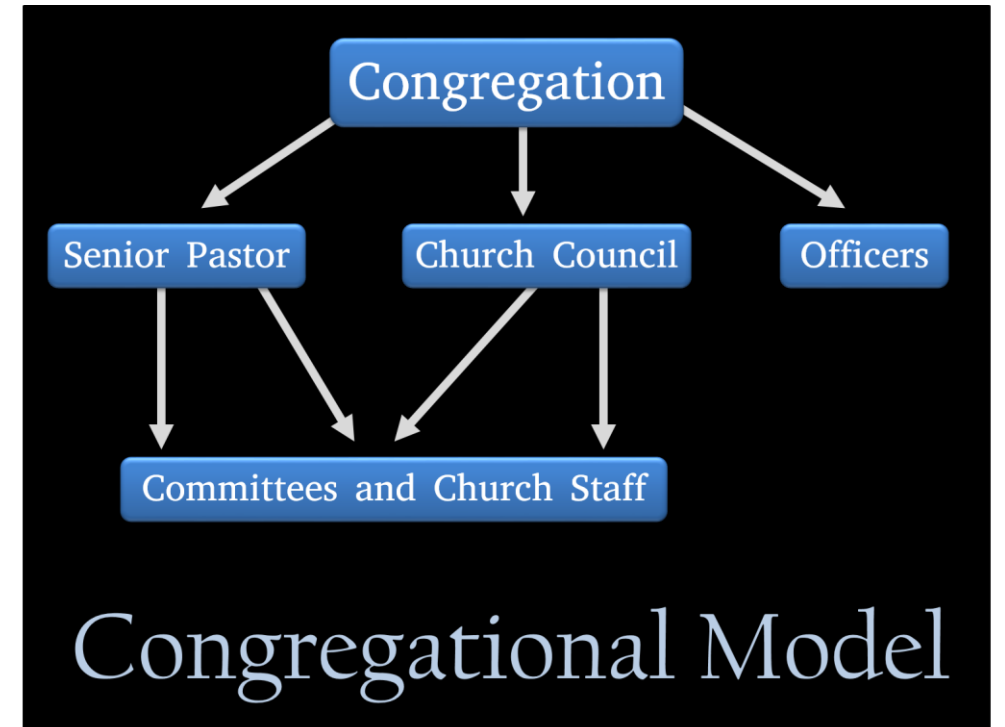 Congregation
Senior Pastor
Church Council
Officers
Committees and Church Staff
Congregational Model